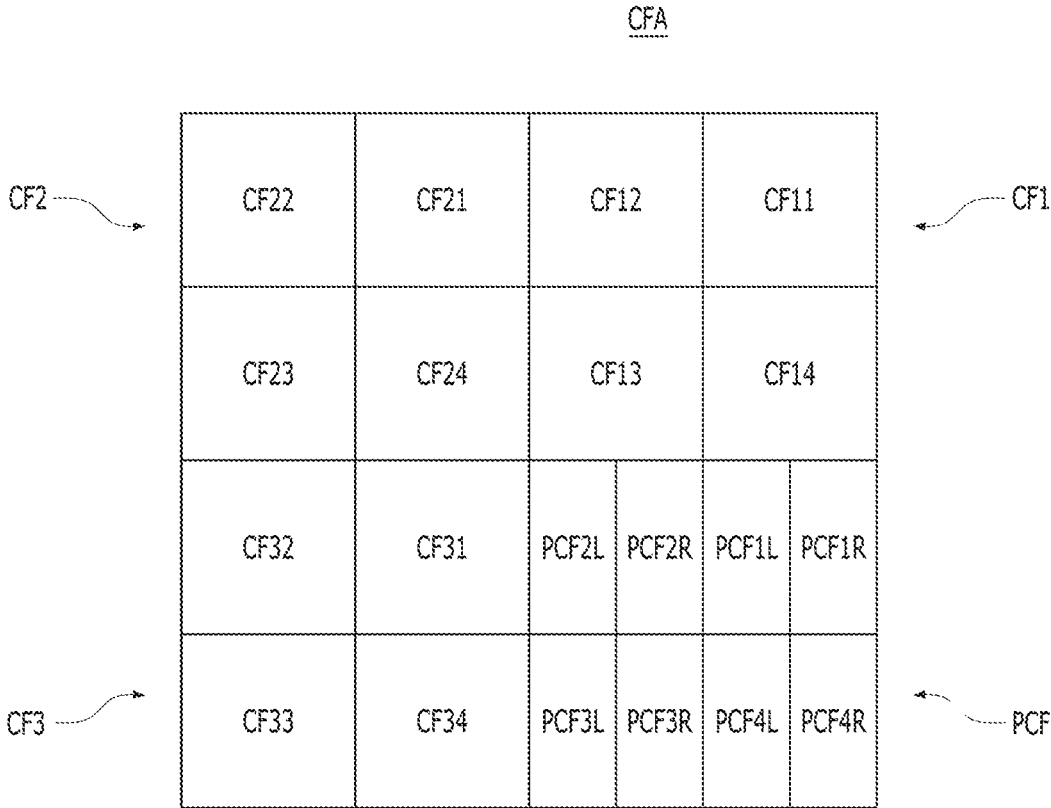 CFA
CF2 CF22 CF21 CF12 CF11 CF1
CF23 CF24 CF13 CF14
CF32 CF31 PCF2L PCF2R PCF1L PCF1R
CF3 CF33 CF34 PCF3L PCF3R PCF4L PCF4R PCF